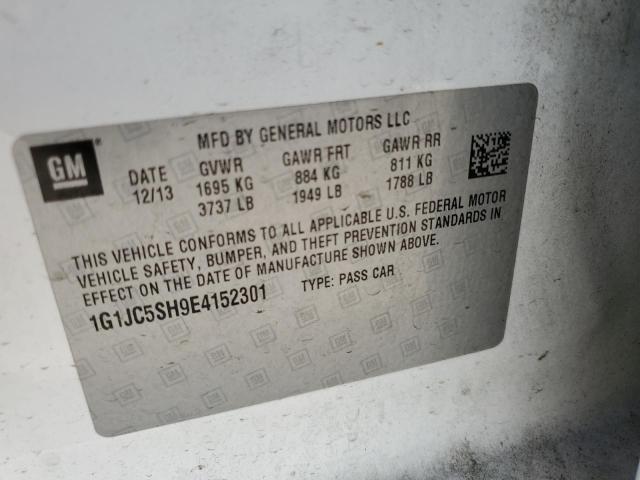 GM
MFD BY GENERAL MOTORS LLC
DATE GVWR GAWR FRT GAWR RR
12/13 1695 KG 884 KG 811 KG
3737 LB 1949 LB 1788 LB
THIS VEHICLE CONFORMS TO ALL APPLICABLE U.S. FEDERAL MOTOR
VEHICLE SAFETY, BUMPER, AND THEFT PREVENTION STANDARDS IN
EFFECT ON THE DATE OF MANUFACTURE SHOWN ABOVE.
1G1JC5SH9E4152301 TYPE: PASS CAR